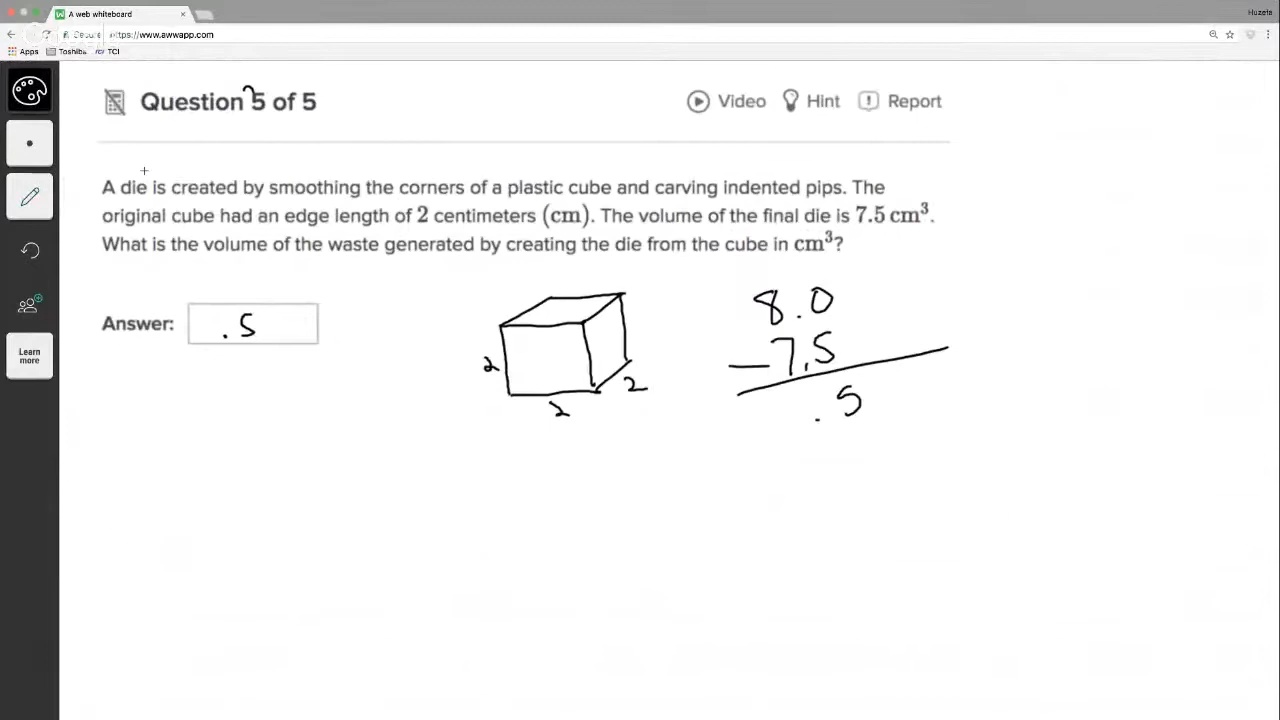 A web whiteboard
Huzefa
Secure https://www.awwapp.com
Apps Toshiba TCI
Question 5 of 5
Video Hint Report
A die is created by smoothing the corners of a plastic cube and carving indented pips. The
original cube had an edge length of 2 centimeters (cm). The volume of the final die is 7.5 cm³.
What is the volume of the waste generated by creating the die from the cube in cm³?
Answer: .5
2
2
2
8.0
- 7.5
.5
Learn
more